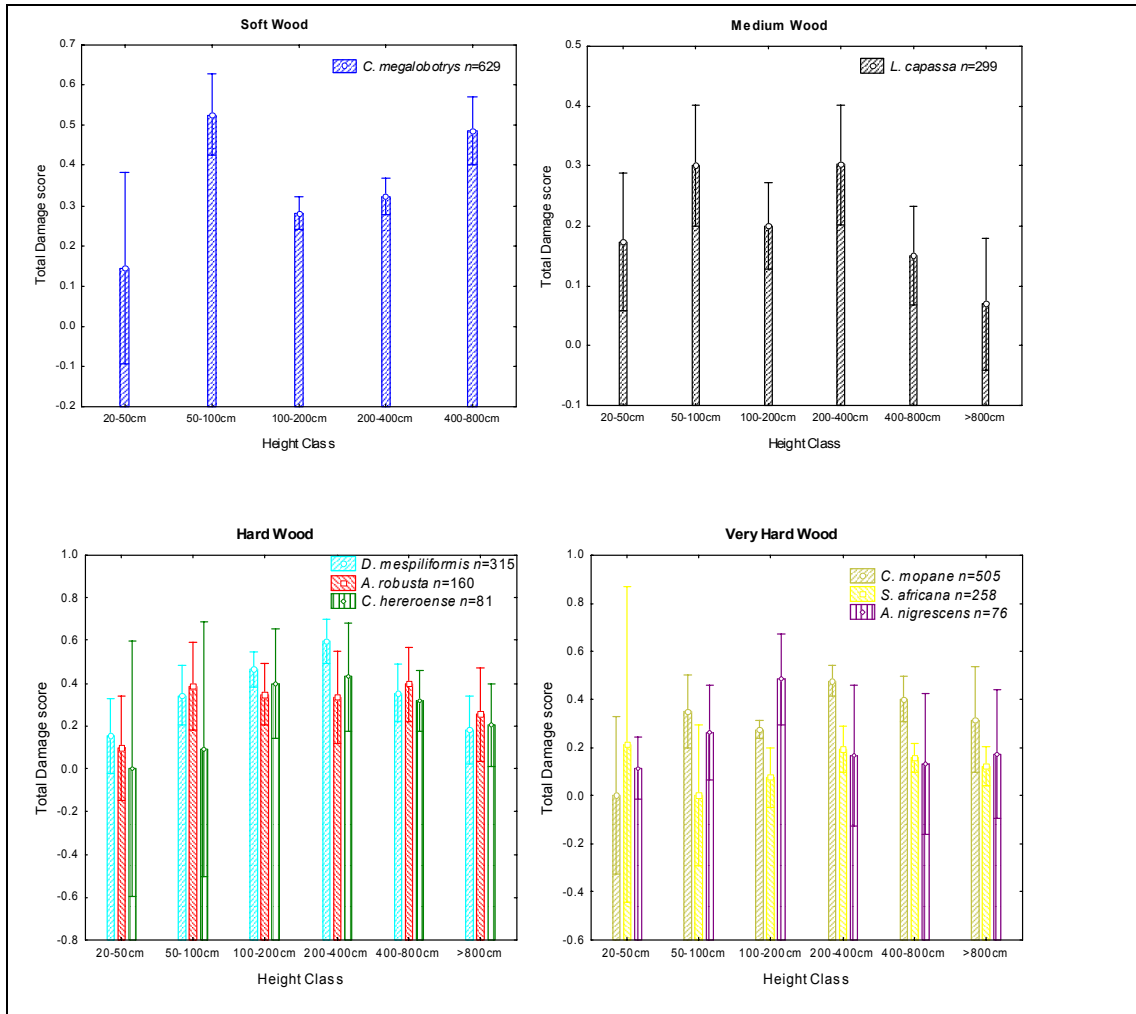 Soft Wood
C. megalobotrys n=629
Total Damage score
0.7
0.6
0.5
0.4
0.3
0.2
0.1
0.0
-0.1
-0.2
20-50cm 50-100cm 100-200cm 200-400cm 400-800cm
Height Class
Medium Wood
L. capassa n=299
Total Damage score
0.5
0.4
0.3
0.2
0.1
0.0
-0.1
20-50cm 50-100cm 100-200cm 200-400cm 400-800cm >800cm
Height Class
Hard Wood
D. mespiliformis n=315
A. robusta n=160
C. hereroense n=81
Total Damage score
1.0
0.8
0.6
0.4
0.2
0.0
-0.2
-0.4
-0.6
-0.8
20-50cm 50-100cm 100-200cm 200-400cm 400-800cm >800cm
Height Class
Very Hard Wood
C. mopane n=505
S. africana n=258
A. nigrescens n=76
Total Damage score
1.0
0.8
0.6
0.4
0.2
0.0
-0.2
-0.4
-0.6
20-50cm 50-100cm 100-200cm 200-400cm 400-800cm >800cm
Height Class